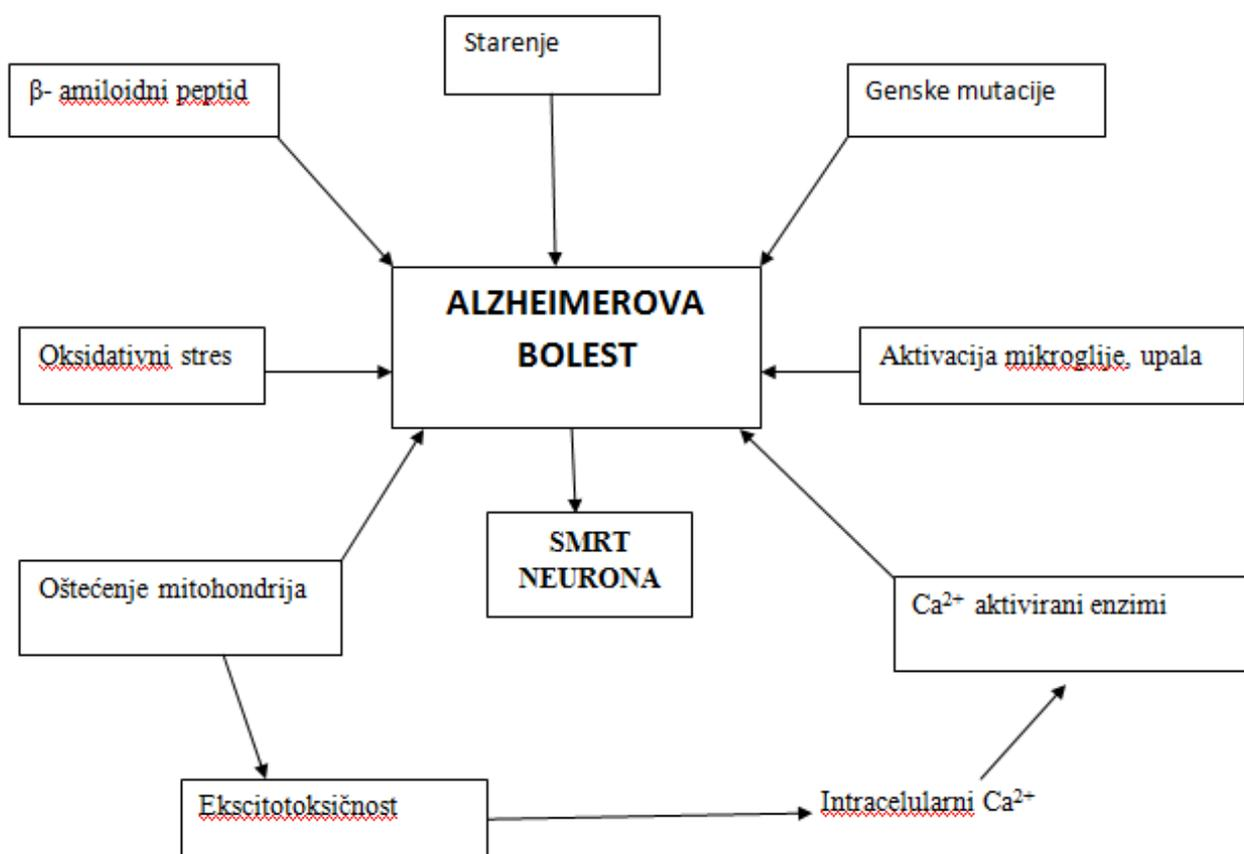 Starenje
β- amiloidni peptid
Genske mutacije
ALZHEIMEROVA
BOLEST
Oksidativni stres
Aktivacija mikroglije, upala
SMRT
NEURONA
Oštećenje mitohondrija
Ca²⁺ aktivirani enzimi
Ekscitotoksičnost
Intracelularni Ca²⁺